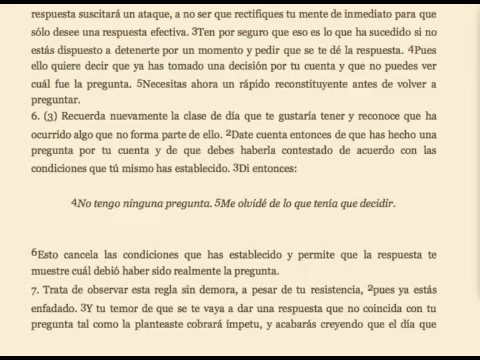 respuesta suscitará un ataque, a no ser que rectifiques tu mente de inmediato para que
sólo desee una respuesta efectiva. 3Ten por seguro que eso es lo que ha sucedido si no
estás dispuesto a detenerte por un momento y pedir que se te dé la respuesta. 4Pues
ello quiere decir que ya has tomado una decisión por tu cuenta y que no puedes ver
cuál fue la pregunta. 5Necesitas ahora un rápido reconstituyente antes de volver a
preguntar.
6. (3) Recuerda nuevamente la clase de día que te gustaría tener y reconoce que ha
ocurrido algo que no forma parte de ello. 2Date cuenta entonces de que has hecho una
pregunta por tu cuenta y de que debes haberla contestado de acuerdo con las
condiciones que tú mismo has establecido. 3Di entonces:
4No tengo ninguna pregunta. 5Me olvidé de lo que tenía que decidir.
6Esto cancela las condiciones que has establecido y permite que la respuesta te
muestre cuál debió haber sido realmente la pregunta.
7. Trata de observar esta regla sin demora, a pesar de tu resistencia, 2pues ya estás
enfadado. 3Y tu temor de que se te vaya a dar una respuesta que no coincida con tu
pregunta tal como la planteaste cobrará ímpetu, y acabarás creyendo que el día que